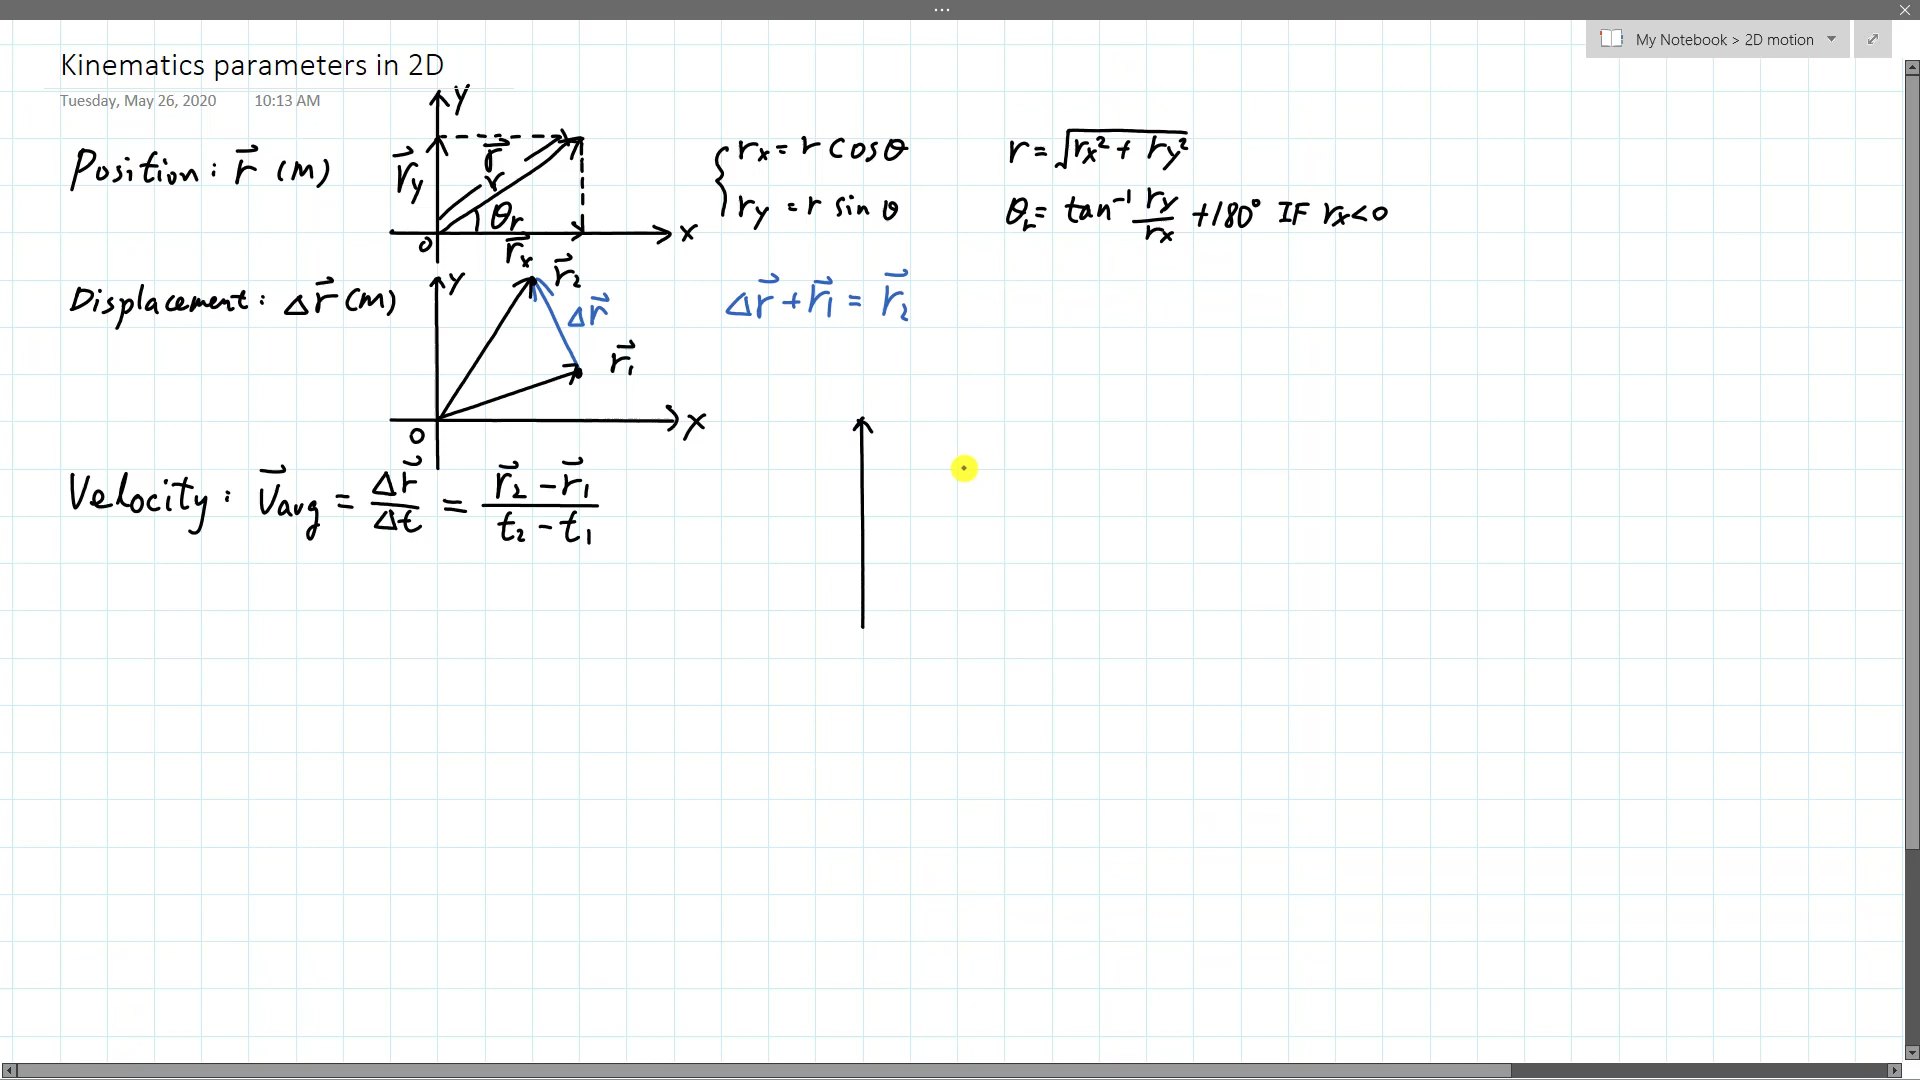 My Notebook > 2D motion
Kinematics parameters in 2D
Tuesday, May 26, 2020 10:13 AM
Position: r⃗ (m)
y
r⃗y
r⃗
r
θr
0
r⃗x
x
{ rx = r cosθ
ry = r sin θ
r = √(rx² + ry²)
θr = tan⁻¹ ry/rx +180° IF rx<0
Displacement: Δr⃗ (m)
y
r⃗2
Δr⃗
r⃗1
0
x
Δr⃗ + r⃗1 = r⃗2
Velocity: v⃗avg = Δr⃗/Δt = (r⃗2 − r⃗1)/(t2 − t1)